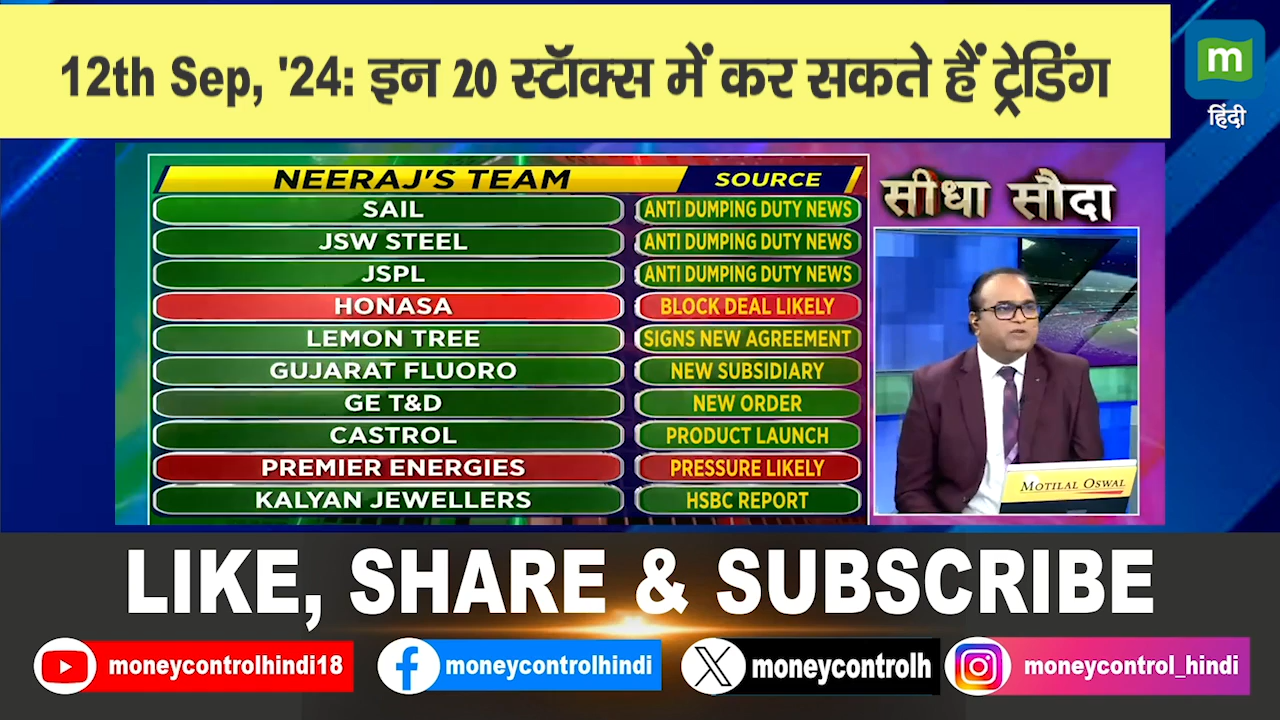 12th Sep, '24: इन 20 स्टॉक्स में कर सकते हैं ट्रेडिंग
m
हिंदी
NEERAJ'S TEAM SOURCE
SAIL ANTI DUMPING DUTY NEWS
JSW STEEL ANTI DUMPING DUTY NEWS
JSPL ANTI DUMPING DUTY NEWS
HONASA BLOCK DEAL LIKELY
LEMON TREE SIGNS NEW AGREEMENT
GUJARAT FLUORO NEW SUBSIDIARY
GE T&D NEW ORDER
CASTROL PRODUCT LAUNCH
PREMIER ENERGIES PRESSURE LIKELY
KALYAN JEWELLERS HSBC REPORT
सीधा सौदा
MOTILAL OSWAL
LIKE, SHARE & SUBSCRIBE
moneycontrolhindi18 moneycontrolhindi moneycontrolh moneycontrol_hindi